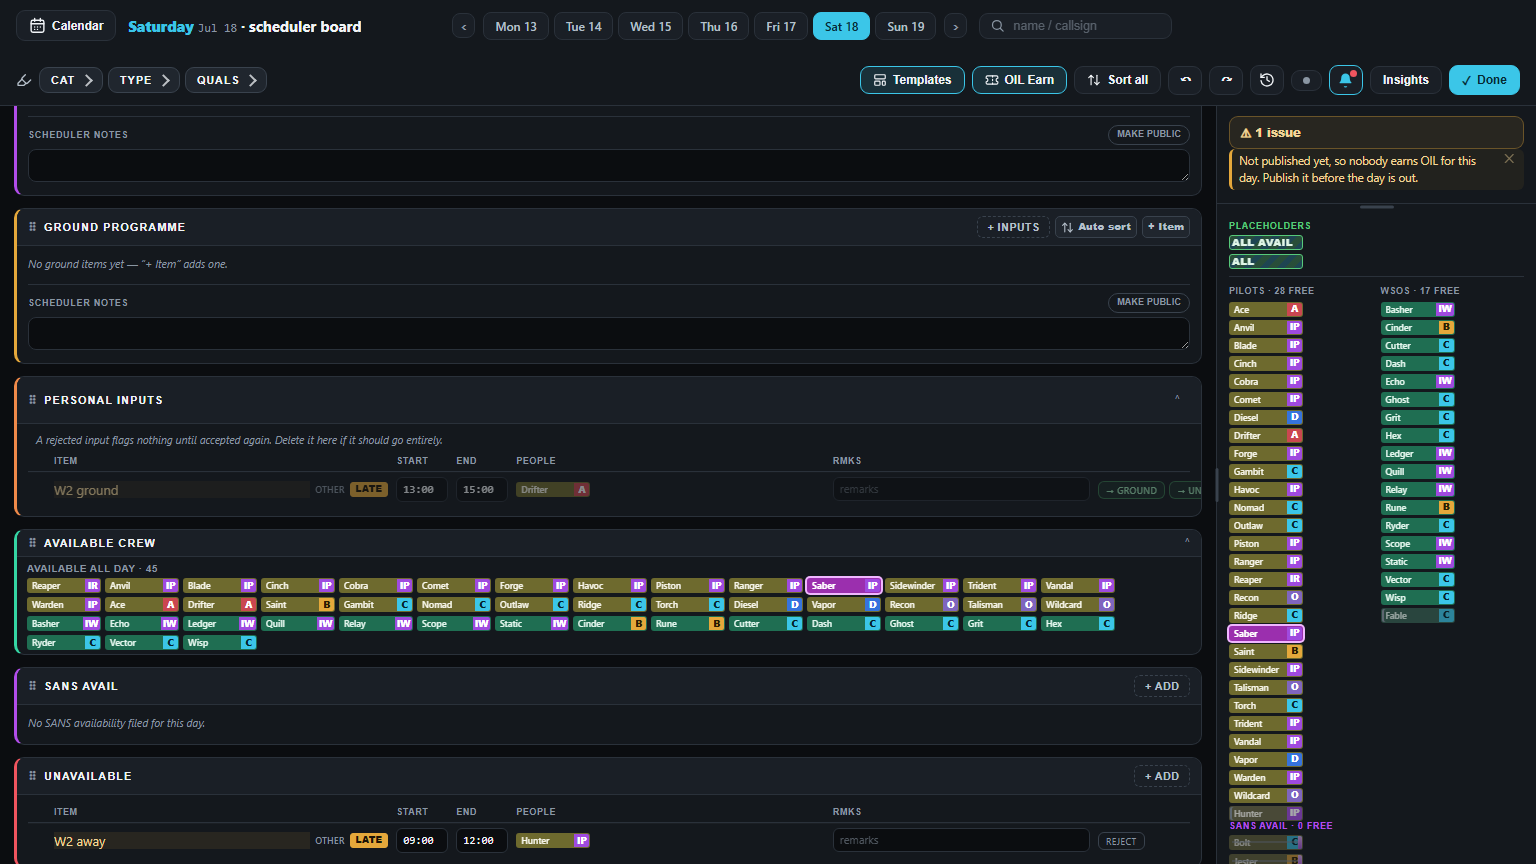 Calendar
Saturday Jul 18 · scheduler board
‹ Mon 13 Tue 14 Wed 15 Thu 16 Fri 17 Sat 18 Sun 19 ›
name / callsign
CAT TYPE QUALS
Templates OIL Earn Sort all Insights ✓ Done
SCHEDULER NOTES MAKE PUBLIC
GROUND PROGRAMME + INPUTS Auto sort + Item
No ground items yet — "+ Item" adds one.
SCHEDULER NOTES MAKE PUBLIC
PERSONAL INPUTS
A rejected input flags nothing until accepted again. Delete it here if it should go entirely.
ITEM START END PEOPLE RMKS
W2 ground OTHER LATE 13:00 15:00 Drifter A remarks → GROUND → UN
AVAILABLE CREW
AVAILABLE ALL DAY · 45
Reaper IR Anvil IP Blade IP Cinch IP Cobra IP Comet IP Forge IP Havoc IP Piston IP Ranger IP Saber IP Sidewinder IP Trident IP Vandal IP
Warden IP Ace A Drifter A Saint B Gambit C Nomad C Outlaw C Ridge C Torch C Diesel D Vapor D Recon O Talisman O Wildcard O
Basher IW Echo IW Ledger IW Quill IW Relay IW Scope IW Static IW Cinder B Rune B Cutter C Dash C Ghost C Grit C Hex C
Ryder C Vector C Wisp C
SANS AVAIL + ADD
No SANS availability filed for this day.
UNAVAILABLE + ADD
ITEM START END PEOPLE RMKS
W2 away OTHER LATE 09:00 12:00 Hunter IP remarks REJECT
⚠ 1 issue
Not published yet, so nobody earns OIL for this
day. Publish it before the day is out.
PLACEHOLDERS
ALL AVAIL
ALL
PILOTS · 28 FREE
Ace A
Anvil IP
Blade IP
Cinch IP
Cobra IP
Comet IP
Diesel D
Drifter A
Forge IP
Gambit C
Havoc IP
Nomad C
Outlaw C
Piston IP
Ranger IP
Reaper IR
Recon O
Ridge C
Saber IP
Saint B
Sidewinder IP
Talisman O
Torch C
Trident IP
Vandal IP
Vapor D
Warden IP
Wildcard O
Hunter IP
WSOS · 17 FREE
Basher IW
Cinder B
Cutter C
Dash C
Echo IW
Ghost C
Grit C
Hex C
Ledger IW
Quill IW
Relay IW
Rune B
Ryder C
Scope IW
Static IW
Vector C
Wisp C
Fable C
SANS AVAIL · 0 FREE
Bolt C